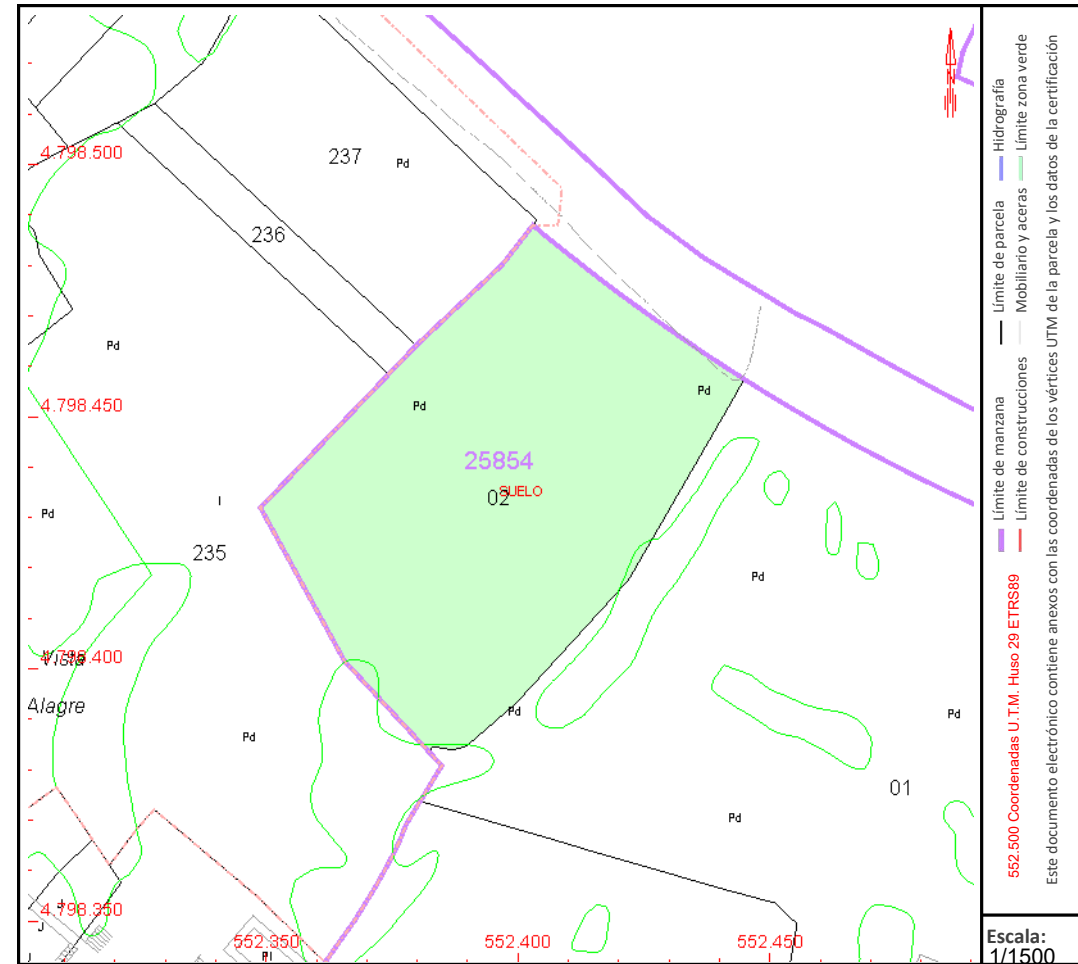 4.798.500
237
Pd
236
Pd
4.798.450
Pd
Pd
25854
02
SUELO
I
Pd
235
Pd
4.798.400
Vista
Alagre
Pd
Pd
Pd
01
Pd
4.798.350
J
J
552.350
552.400
552.450
PI
N
552.500 Coordenadas U.T.M. Huso 29 ETRS89
Límite de manzana
Límite de parcela
Hidrografía
Límite de construcciones
Mobiliario y aceras
Límite zona verde
Este documento electrónico contiene anexos con las coordenadas de los vértices UTM de la parcela y los datos de la certificación
Escala:
1/1500